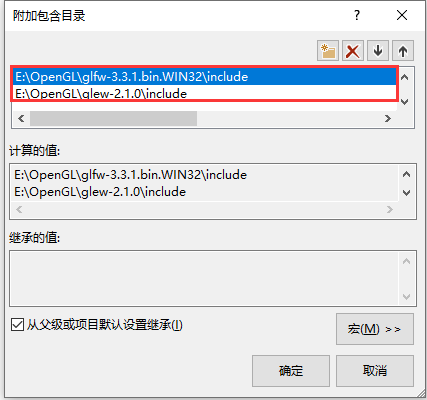 附加包含目录
E:\OpenGL\glfw-3.3.1.bin.WIN32\include
E:\OpenGL\glew-2.1.0\include
计算的值:
E:\OpenGL\glfw-3.3.1.bin.WIN32\include
E:\OpenGL\glew-2.1.0\include
继承的值:
从父级或项目默认设置继承(I)
宏(M) >>
确定
取消